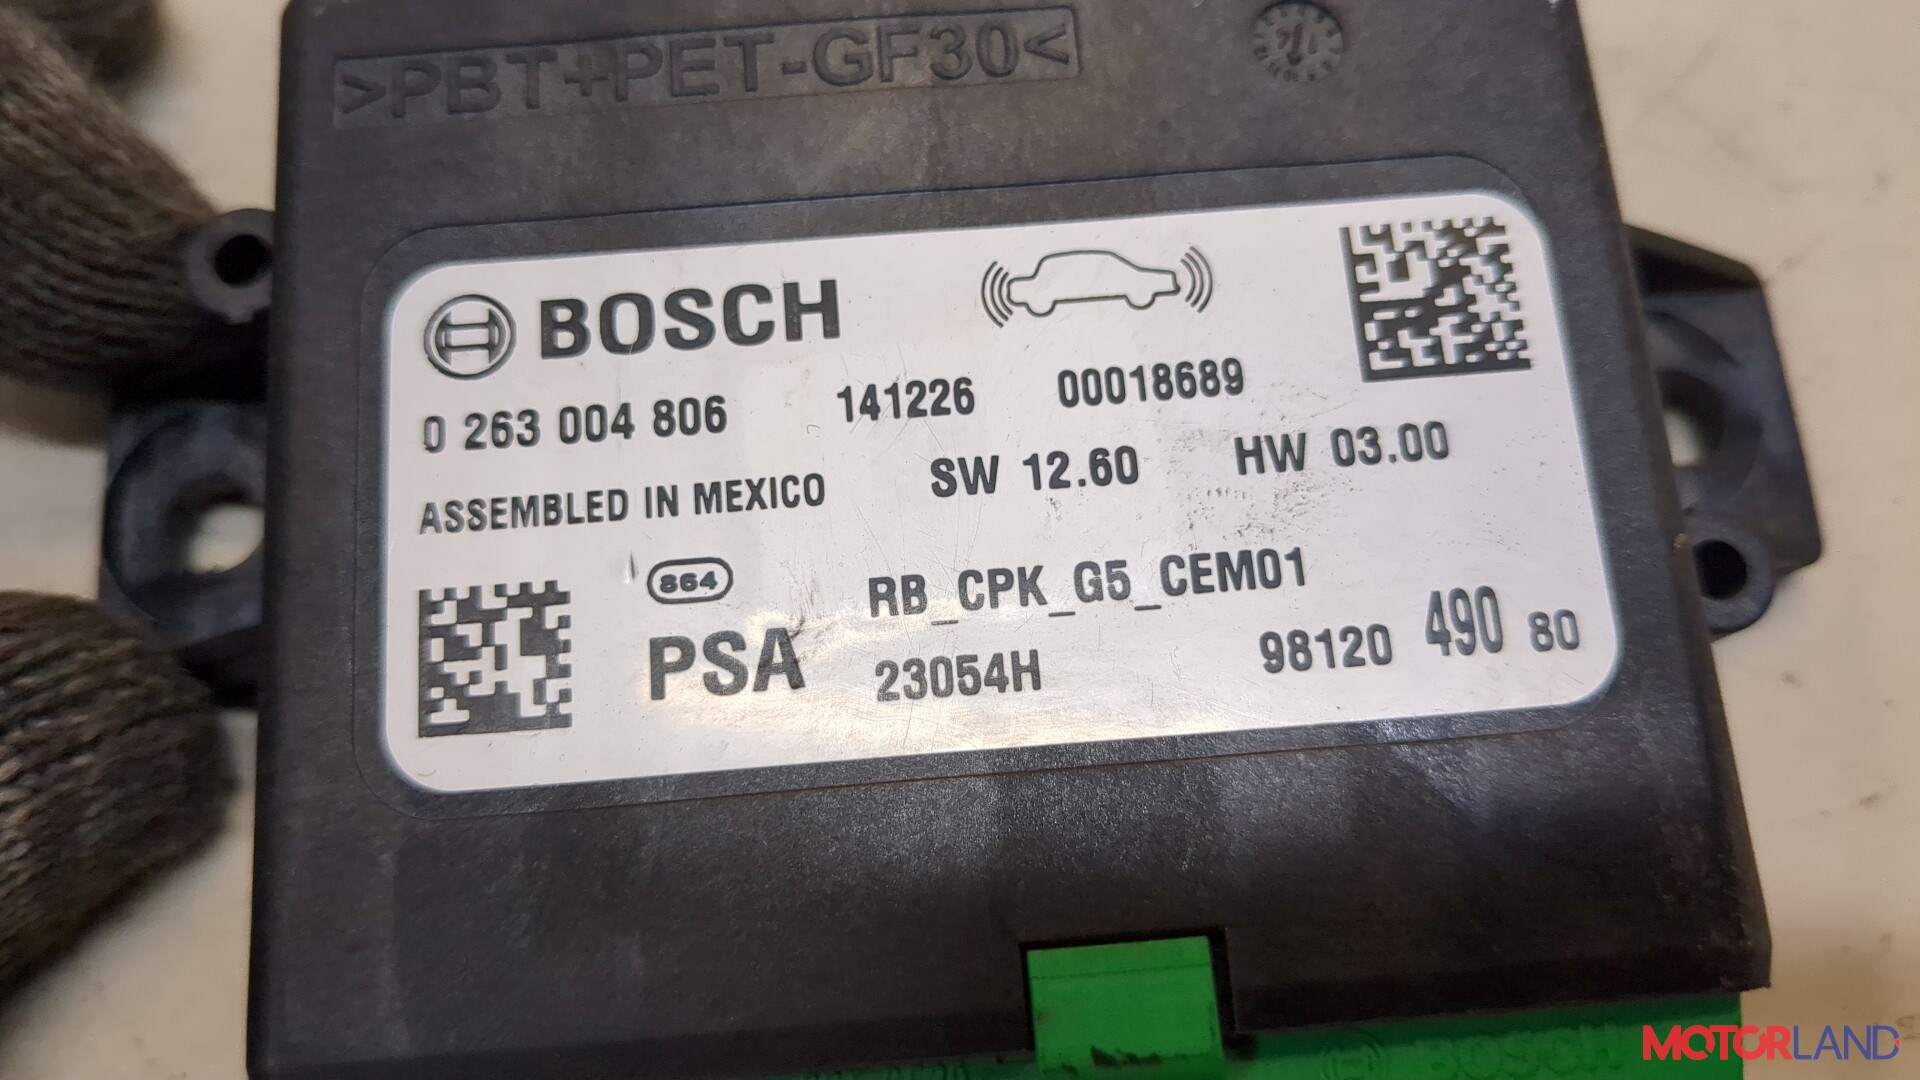 >PBT+PET-GF30<
BOSCH
0 263 004 806 141226 00018689
ASSEMBLED IN MEXICO SW 12.60 HW 03.00
864 RB_CPK_G5_CEM01
PSA 23054H 98120 490 80
BOSCH
MOTORLAND